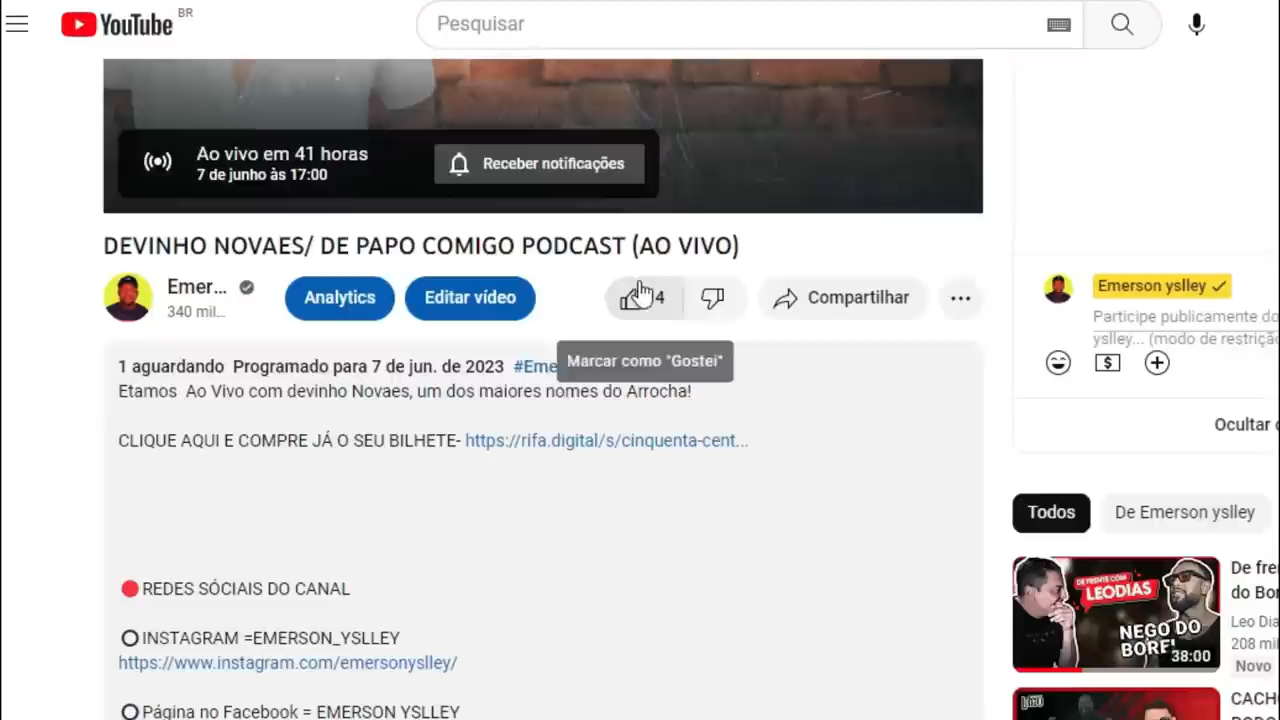 YouTube BR
Pesquisar
Ao vivo em 41 horas
7 de junho às 17:00
Receber notificações
DEVINHO NOVAES/ DE PAPO COMIGO PODCAST (AO VIVO)
Emer...
340 mil...
Analytics
Editar vídeo
4
Compartilhar
Marcar como "Gostei"
1 aguardando Programado para 7 de jun. de 2023 #Eme
Etamos Ao Vivo com devinho Novaes, um dos maiores nomes do Arrocha!
CLIQUE AQUI E COMPRE JÁ O SEU BILHETE- https://rifa.digital/s/cinquenta-cent...
REDES SÓCIAIS DO CANAL
INSTAGRAM =EMERSON_YSLLEY
https://www.instagram.com/emersonyslley/
Página no Facebook = EMERSON YSLLEY
Emerson yslley
Participe publicamente do
yslley... (modo de restrição
Ocultar
Todos
De Emerson yslley
DE FRENTE COM
LEODIAS
NEGO DO
BOREL
38:00
De fre
do Bor
Leo Dia
208 mi
Novo
CACH